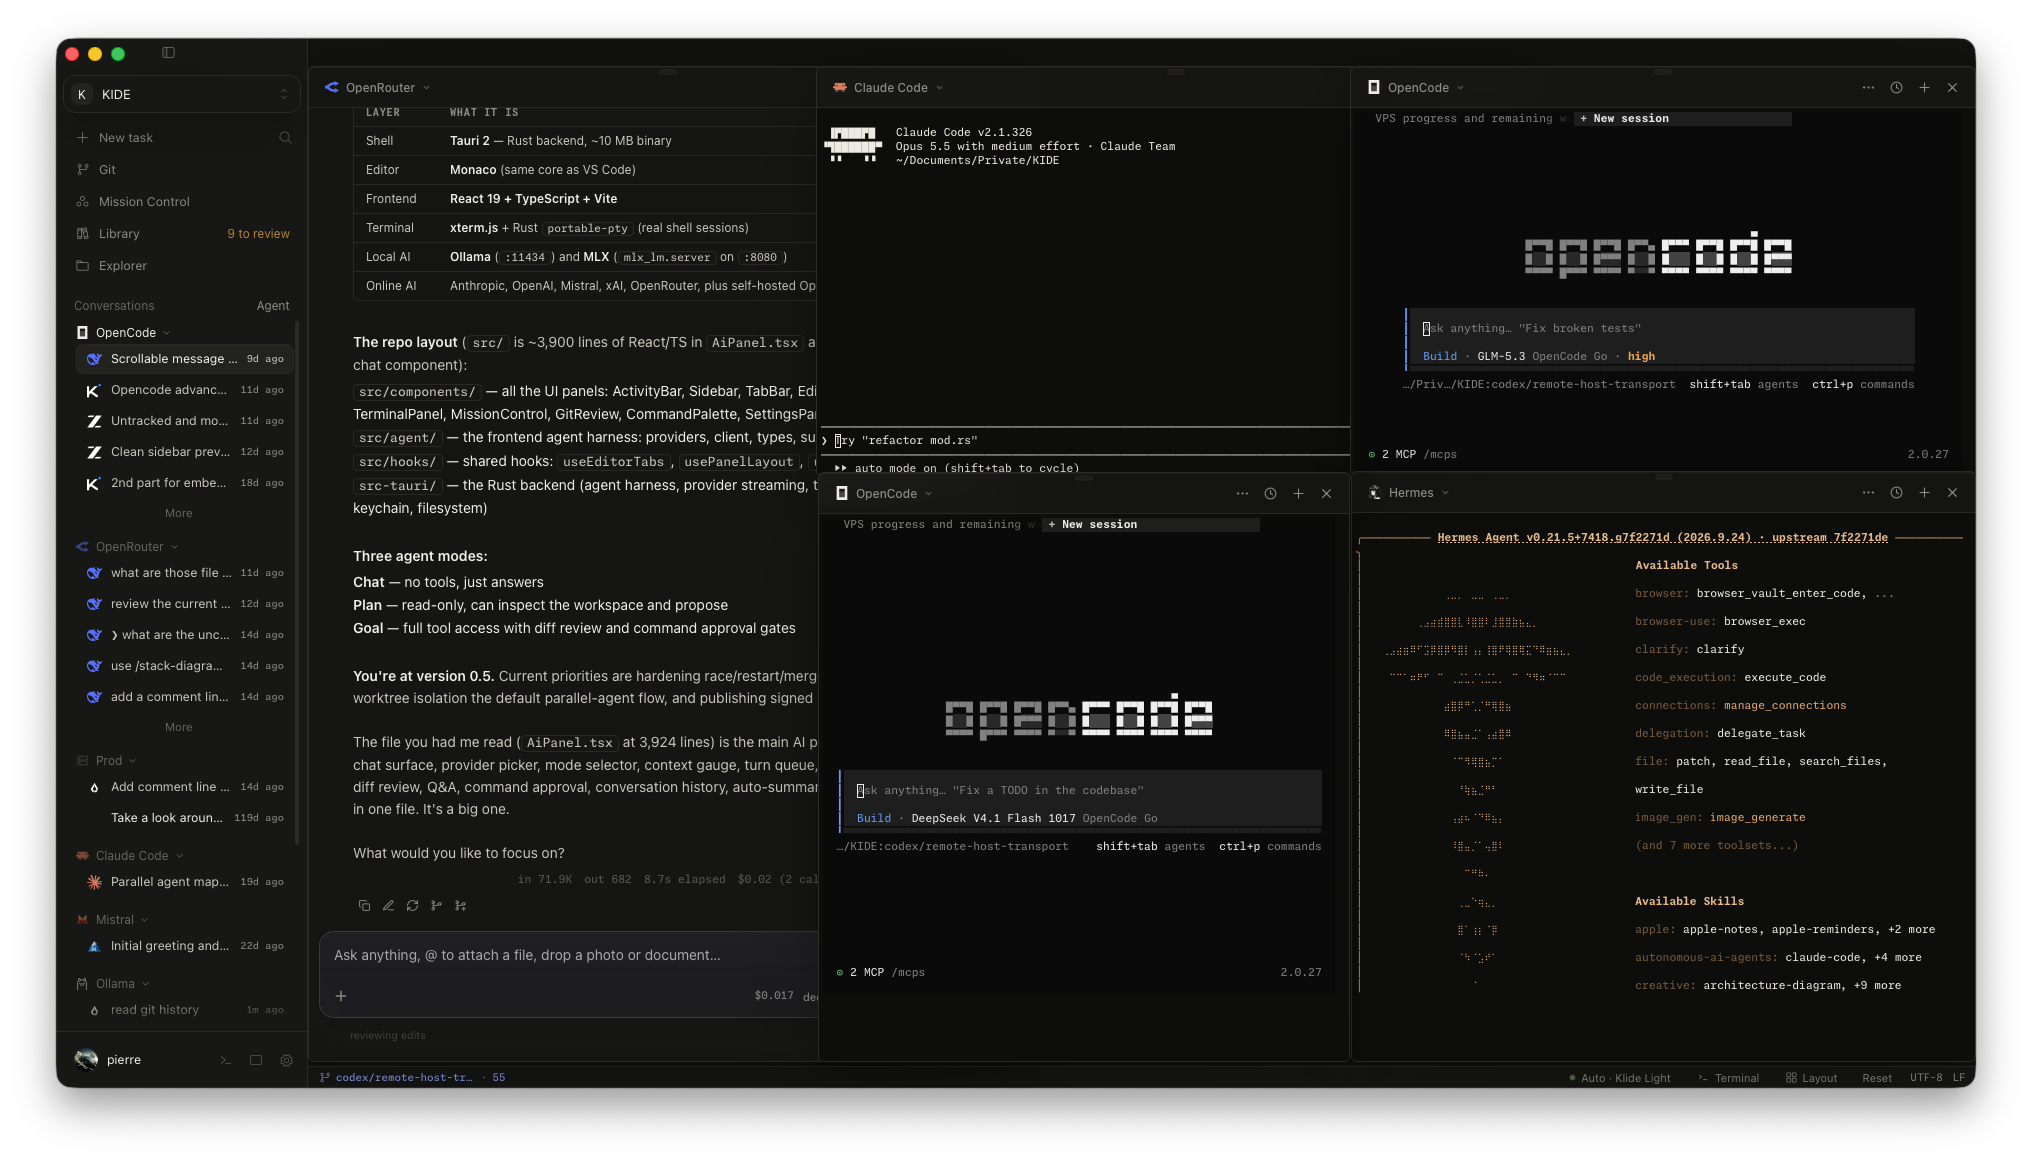 K KIDE
New task
Git
Mission Control
Library 9 to review
Explorer
Conversations Agent
OpenCode
Scrollable message ... 9d ago
Opencode advanc... 11d ago
Untracked and mo... 11d ago
Clean sidebar prev... 12d ago
2nd part for embe... 18d ago
More
OpenRouter
what are those file ... 11d ago
review the current ... 12d ago
❯ what are the unc... 14d ago
use /stack-diagra... 14d ago
add a comment lin... 14d ago
More
Prod
Add comment line ... 14d ago
Take a look aroun... 119d ago
Claude Code
Parallel agent map... 19d ago
Mistral
Initial greeting and... 22d ago
Ollama
read git history 1m ago
pierre
OpenRouter
LAYER WHAT IT IS
Shell Tauri 2 — Rust backend, ~10 MB binary
Editor Monaco (same core as VS Code)
Frontend React 19 + TypeScript + Vite
Terminal xterm.js + Rust portable-pty (real shell sessions)
Local AI Ollama ( :11434 ) and MLX ( mlx_lm.server on :8080 )
Online AI Anthropic, OpenAI, Mistral, xAI, OpenRouter, plus self-hosted Op
The repo layout ( src/ is ~3,900 lines of React/TS in AiPanel.tsx a
chat component):
src/components/ — all the UI panels: ActivityBar, Sidebar, TabBar, Edi
TerminalPanel, MissionControl, GitReview, CommandPalette, SettingsPa
src/agent/ — the frontend agent harness: providers, client, types, su
src/hooks/ — shared hooks: useEditorTabs , usePanelLayout ,
src-tauri/ — the Rust backend (agent harness, provider streaming, t
keychain, filesystem)
Three agent modes:
Chat — no tools, just answers
Plan — read-only, can inspect the workspace and propose
Goal — full tool access with diff review and command approval gates
You're at version 0.5. Current priorities are hardening race/restart/merg
worktree isolation the default parallel-agent flow, and publishing signed
The file you had me read ( AiPanel.tsx at 3,924 lines) is the main AI p
chat surface, provider picker, mode selector, context gauge, turn queue,
diff review, Q&A, command approval, conversation history, auto-summar
in one file. It's a big one.
What would you like to focus on?
in 71.9K out 682 8.7s elapsed $0.02 (2 cal
Ask anything, @ to attach a file, drop a photo or document...
$0.017 dee
reviewing edits
Claude Code
Claude Code v2.1.326
Opus 5.5 with medium effort · Claude Team
~/Documents/Private/KIDE
❯ Try "refactor mod.rs"
auto mode on (shift+tab to cycle)
OpenCode
VPS progress and remaining w + New session
opencode
Ask anything… "Fix broken tests"
Build · GLM-5.3 OpenCode Go · high
…/Priv…/KIDE:codex/remote-host-transport shift+tab agents ctrl+p commands
2 MCP /mcps 2.0.27
OpenCode
VPS progress and remaining w + New session
opencode
Ask anything… "Fix a TODO in the codebase"
Build · DeepSeek V4.1 Flash 1017 OpenCode Go
…/KIDE:codex/remote-host-transport shift+tab agents ctrl+p commands
2 MCP /mcps 2.0.27
Hermes
Hermes Agent v0.21.5+7418.g7f2271d (2026.9.24) · upstream 7f2271de
Available Tools
browser: browser_vault_enter_code, ...
browser-use: browser_exec
clarify: clarify
code_execution: execute_code
connections: manage_connections
delegation: delegate_task
file: patch, read_file, search_files,
write_file
image_gen: image_generate
(and 7 more toolsets...)
Available Skills
apple: apple-notes, apple-reminders, +2 more
autonomous-ai-agents: claude-code, +4 more
creative: architecture-diagram, +9 more
codex/remote-host-tr… · 55
Auto · Klide Light Terminal Layout Reset UTF-8 LF